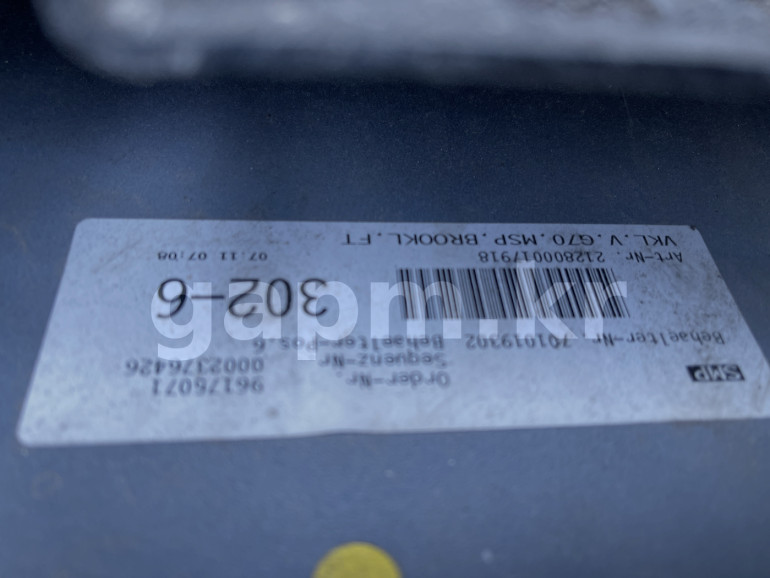 SMP
Order-Nr. 96175071
Sequenz-Nr 0002376426
Behaelter-Nr 701019302 Behaelter-Pos.6
302-6
Art-Nr. 212800017918 07.11 07:08
VKL.V.G70.MSP.BROOKL.FT
gapm.kr